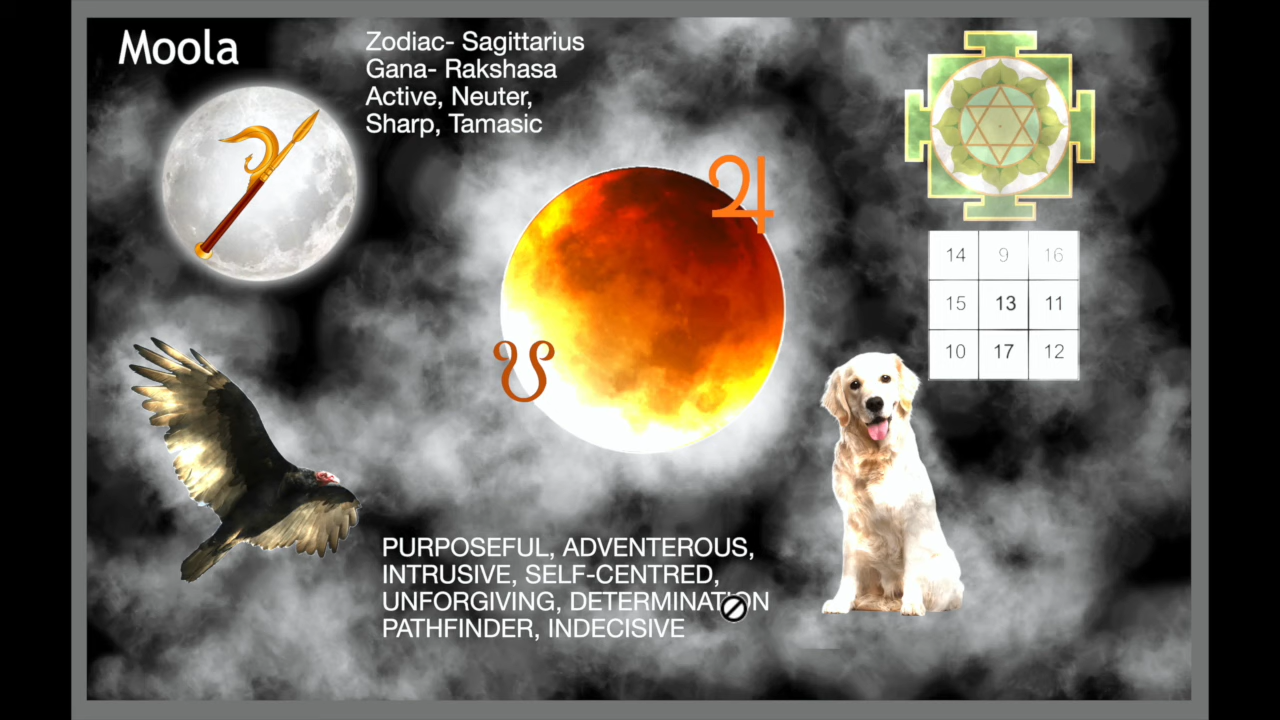 Moola
Zodiac- Sagittarius
Gana- Rakshasa
Active, Neuter,
Sharp, Tamasic
14 9 16
15 13 11
10 17 12
PURPOSEFUL, ADVENTEROUS,
INTRUSIVE, SELF-CENTRED,
UNFORGIVING, DETERMINATION
PATHFINDER, INDECISIVE